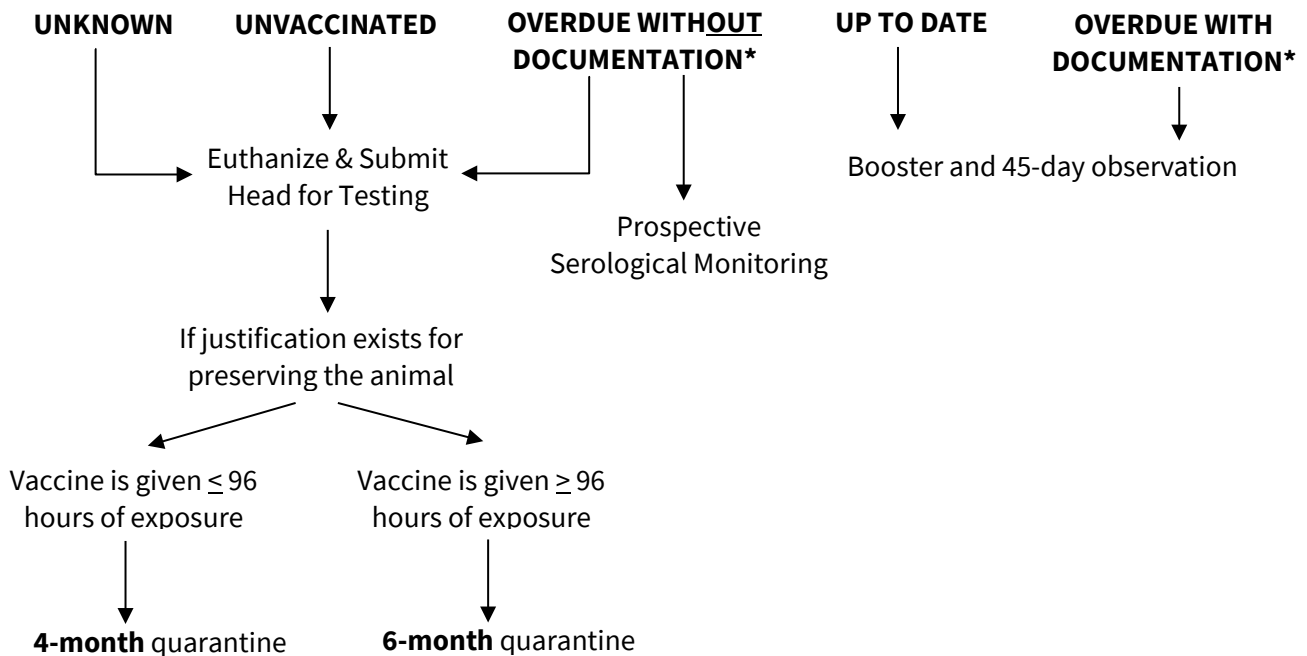 UNKNOWN
UNVACCINATED
OVERDUE WITHOUT
DOCUMENTATION*
UP TO DATE
OVERDUE WITH
DOCUMENTATION*
Euthanize & Submit
Head for Testing
Booster and 45-day observation
Prospective
Serological Monitoring
If justification exists for
preserving the animal
Vaccine is given ≤ 96
hours of exposure
Vaccine is given ≥ 96
hours of exposure
4-month quarantine
6-month quarantine